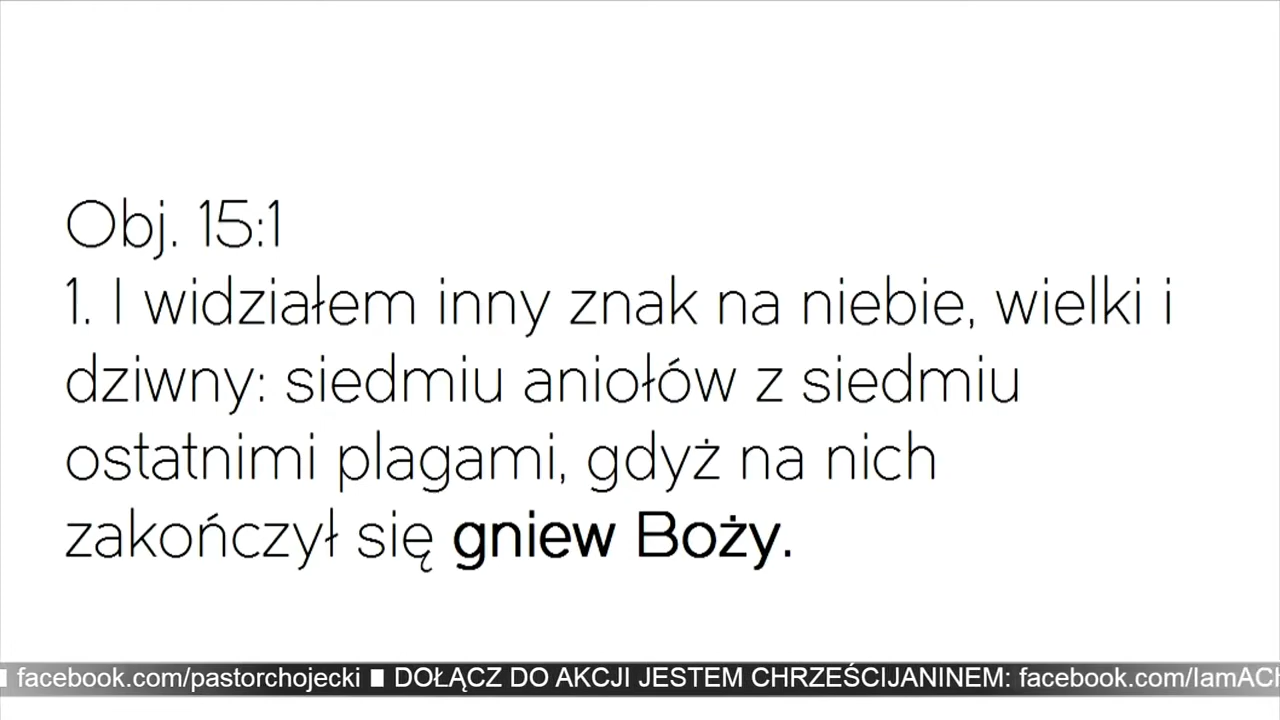 Obj. 15:1
1. I widziałem inny znak na niebie, wielki i
dziwny: siedmiu aniołów z siedmiu
ostatnimi plagami, gdyż na nich
zakończył się gniew Boży.
■ facebook.com/pastorchojecki ■ DOŁĄCZ DO AKCJI JESTEM CHRZEŚCIJANINEM: facebook.com/IamACH